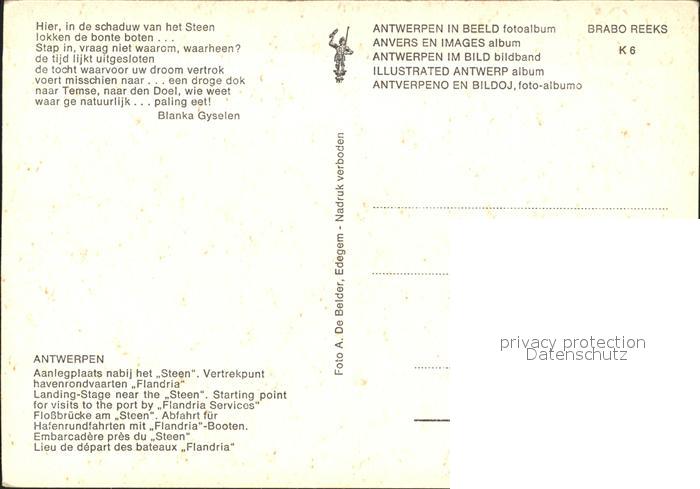 Hier, in de schaduw van het Steen
lokken de bonte boten . . .
Stap in, vraag niet waarom, waarheen?
de tijd lijkt uitgesloten
de tocht waarvoor uw droom vertrok
voert misschien naar . . . een droge dok
naar Temse, naar den Doel, wie weet
waar ge natuurlijk . . . paling eet!
Blanka Gyselen
ANTWERPEN IN BEELD fotoalbum
ANVERS EN IMAGES album
ANTWERPEN IM BILD bildband
ILLUSTRATED ANTWERP album
ANTVERPENO EN BILDOJ, foto-albumo
BRABO REEKS
K 6
Foto A. De Belder, Edegem - Nadruk verboden
privacy protection
Datenschutz
ANTWERPEN
Aanlegplaats nabij het „Steen“. Vertrekpunt
havenrondvaarten „Flandria“
Landing-Stage near the „Steen“. Starting point
for visits to the port by „Flandria Services“
Floßbrücke am „Steen“. Abfahrt für
Hafenrundfahrten mit „Flandria“-Booten.
Embarcadère près du „Steen“
Lieu de départ des bateaux „Flandria“